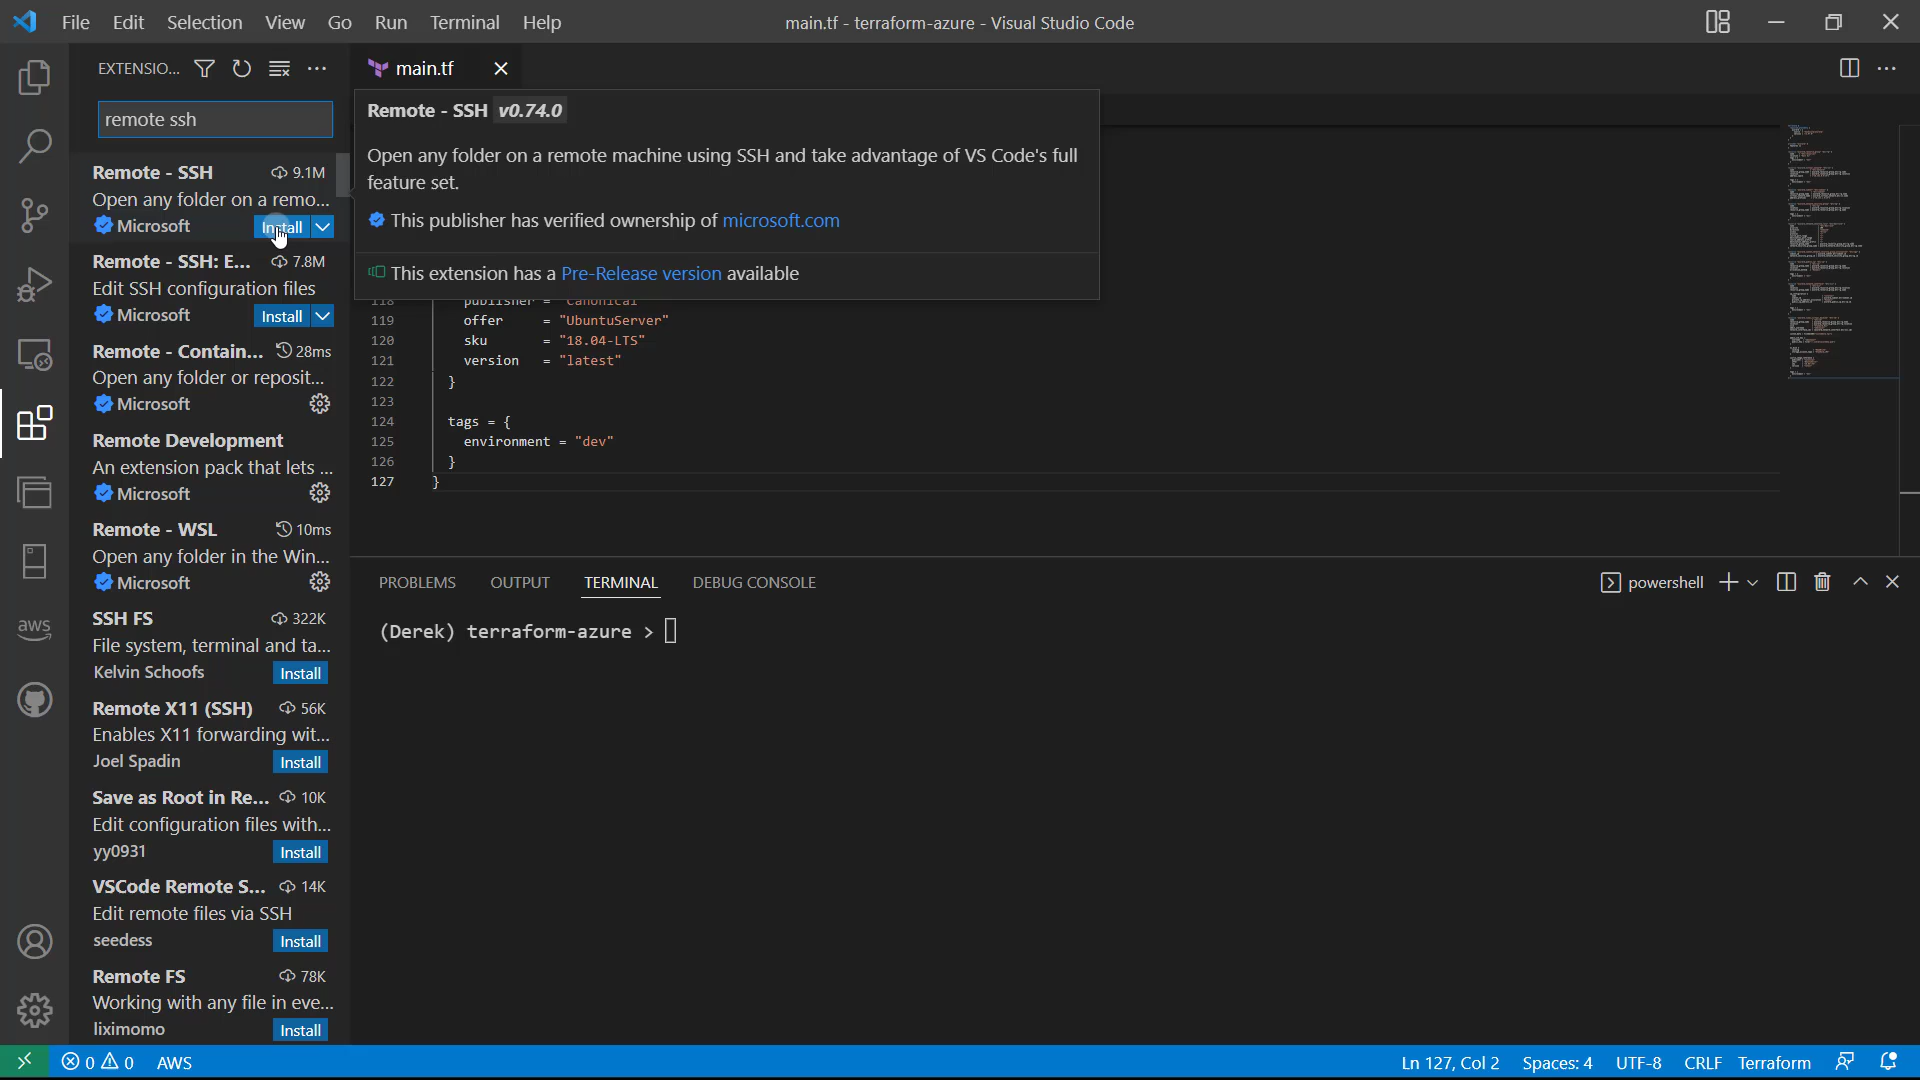 File Edit Selection View Go Run Terminal Help
main.tf - terraform-azure - Visual Studio Code
EXTENSIO...
remote ssh
Remote - SSH 9.1M
Open any folder on a remo...
Microsoft Install
Remote - SSH: E... 7.8M
Edit SSH configuration files
Microsoft Install
Remote - Contain... 28ms
Open any folder or reposit...
Microsoft
Remote Development
An extension pack that lets ...
Microsoft
Remote - WSL 10ms
Open any folder in the Win...
Microsoft
SSH FS 322K
File system, terminal and ta...
Kelvin Schoofs Install
Remote X11 (SSH) 56K
Enables X11 forwarding wit...
Joel Spadin Install
Save as Root in Re... 10K
Edit configuration files with...
yy0931 Install
VSCode Remote S... 14K
Edit remote files via SSH
seedess Install
Remote FS 78K
Working with any file in eve...
liximomo Install
aws
main.tf
Remote - SSH v0.74.0
Open any folder on a remote machine using SSH and take advantage of VS Code's full
feature set.
This publisher has verified ownership of microsoft.com
This extension has a Pre-Release version available
118 publisher = "Canonical"
119 offer = "UbuntuServer"
120 sku = "18.04-LTS"
121 version = "latest"
122 }
123
124 tags = {
125 environment = "dev"
126 }
127 }
PROBLEMS OUTPUT TERMINAL DEBUG CONSOLE
powershell
(Derek) terraform-azure >
0 0 AWS
Ln 127, Col 2 Spaces: 4 UTF-8 CRLF Terraform